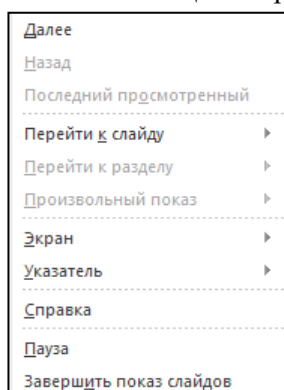 Далее
Назад
Последний просмотренный
Перейти к слайду
Перейти к разделу
Произвольный показ
Экран
Указатель
Справка
Пауза
Завершить показ слайдов